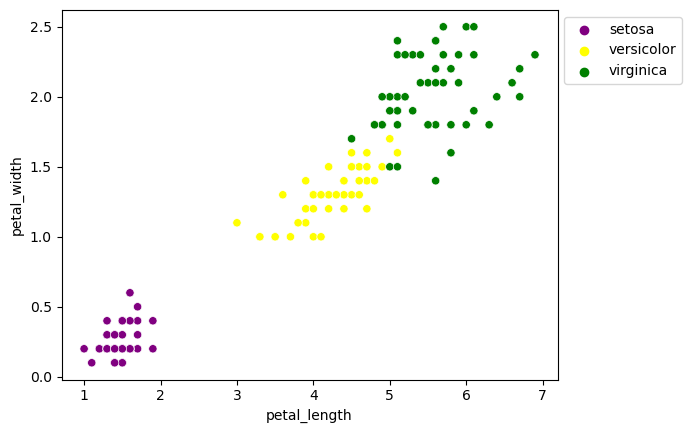 setosa
versicolor
virginica
petal_width
2.5
2.0
1.5
1.0
0.5
0.0
1 2 3 4 5 6 7
petal_length